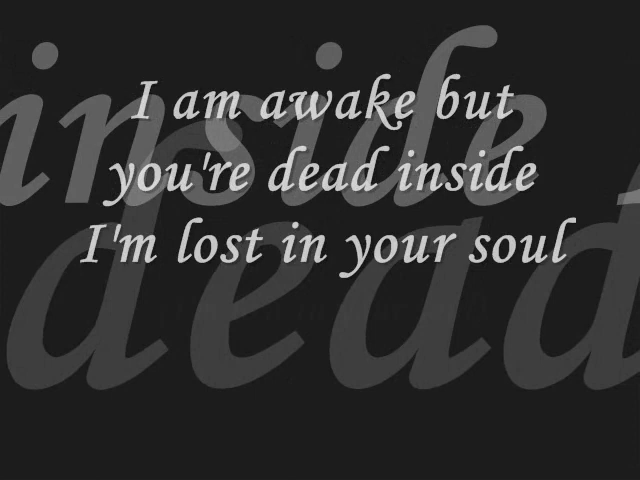 I am awake but
you're dead inside
I'm lost in your soul
inside
dead